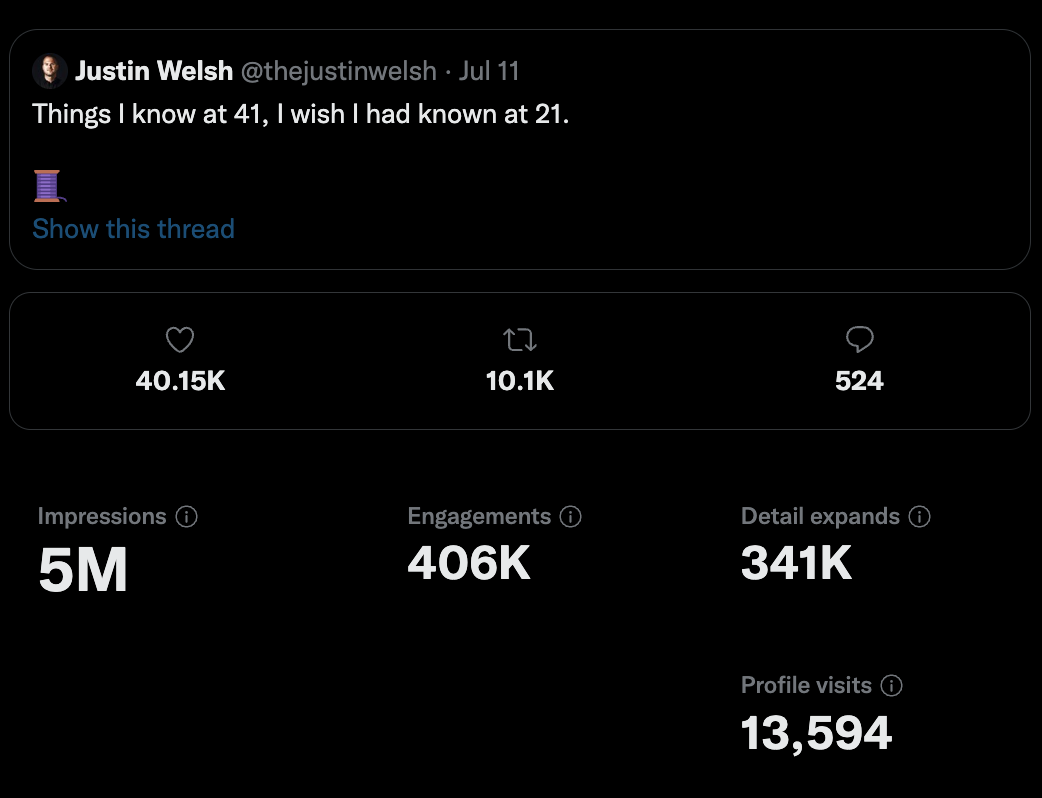 Justin Welsh @thejustinwelsh · Jul 11
Things I know at 41, I wish I had known at 21.
🧵
Show this thread
40.15K 10.1K 524
Impressions Engagements Detail expands
5M 406K 341K
Profile visits
13,594